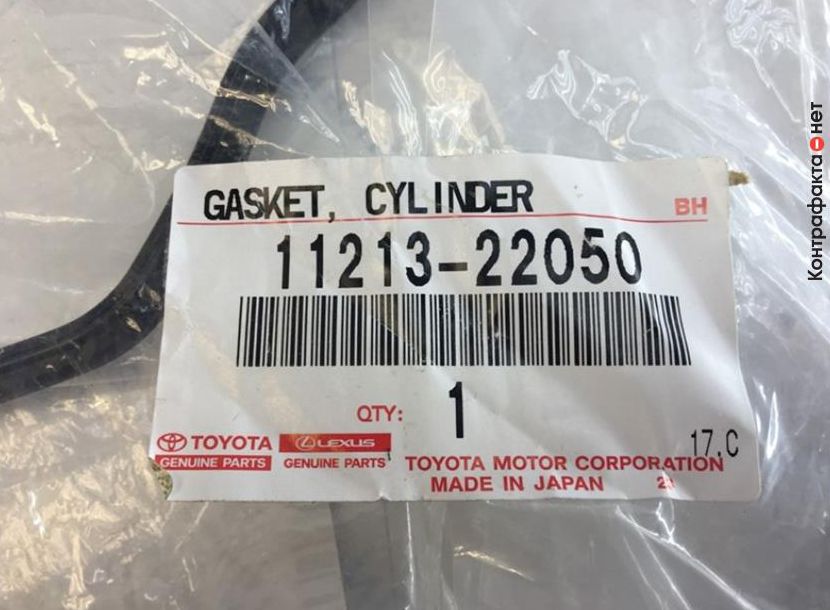 GASKET, CYLINDER
BH
11213-22050
QTY: 1
17.C
TOYOTA
GENUINE PARTS
LEXUS
GENUINE PARTS
TOYOTA MOTOR CORPORATION
MADE IN JAPAN
Контрафакта нет